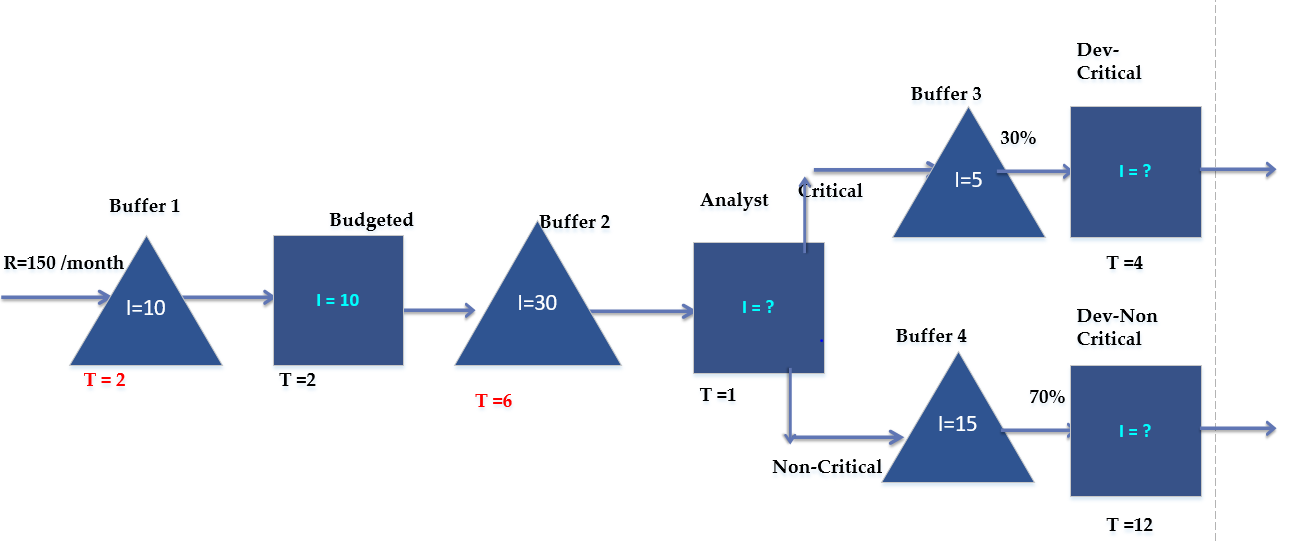 Dev-
Critical
Buffer 3
30%
I=5
I = ?
Critical
Analyst
Buffer 1
Budgeted
Buffer 2
R=150 /month
T =4
I=10
I = 10
I=30
I = ?
Dev-Non
Critical
Buffer 4
T = 2
T =2
T =6
T =1
70%
I=15
I = ?
Non-Critical
T =12